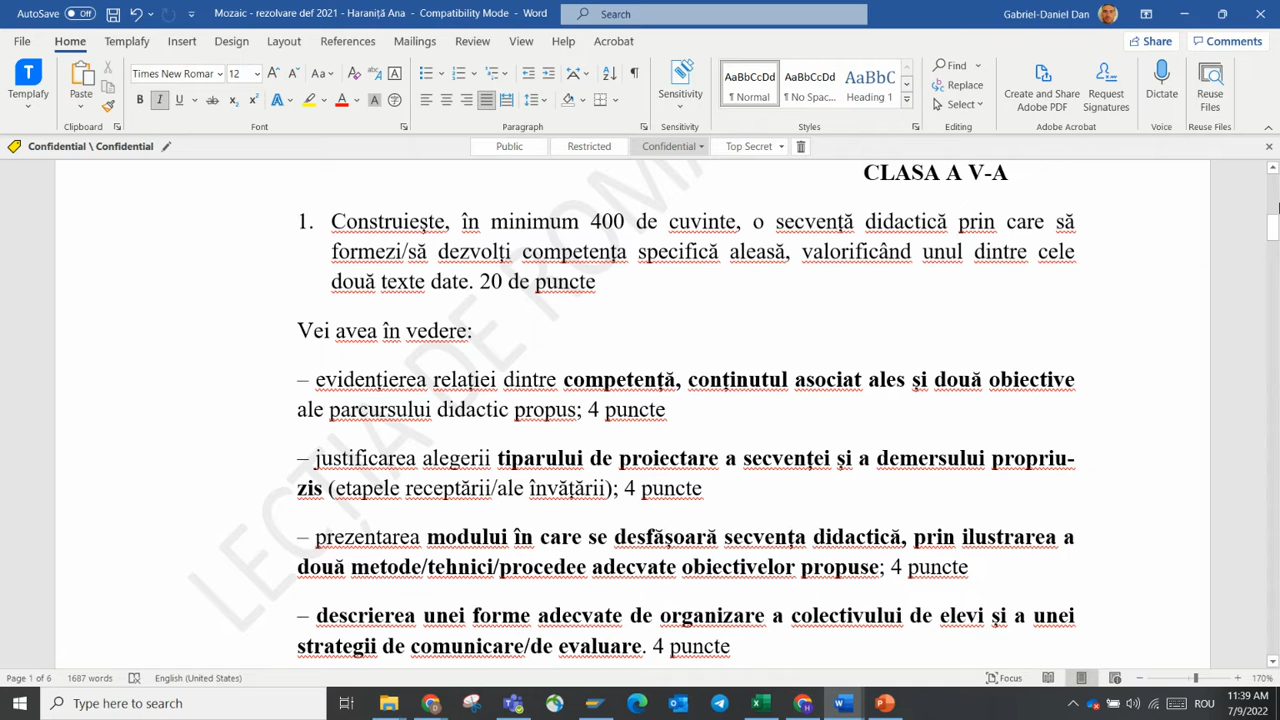 AutoSave Off Mozaic - rezolvare def 2021 - Haraniță Ana - Compatibility Mode - Word Search Gabriel-Daniel Dan
File Home Templafy Insert Design Layout References Mailings Review View Help Acrobat Share Comments
Templafy Paste Times New Roman 12 Sensitivity AaBbCcDd AaBbCcDd AaBbC Find Replace Select Create and Share Adobe PDF Request Signatures Dictate Reuse Files
¶ Normal ¶ No Spac... Heading 1
Clipboard Font Paragraph Sensitivity Styles Editing Adobe Acrobat Voice Reuse Files
Confidential \ Confidential Public Restricted Confidential Top Secret
CLASA A V-A
1. Construiește, în minimum 400 de cuvinte, o secvență didactică prin care să
formezi/să dezvolți competența specifică aleasă, valorificând unul dintre cele
două texte date. 20 de puncte
Vei avea în vedere:
– evidențierea relației dintre competență, conținutul asociat ales și două obiective
ale parcursului didactic propus; 4 puncte
– justificarea alegerii tiparului de proiectare a secvenței și a demersului propriu-
zis (etapele receptării/ale învățării); 4 puncte
– prezentarea modului în care se desfășoară secvența didactică, prin ilustrarea a
două metode/tehnici/procedee adecvate obiectivelor propuse; 4 puncte
– descrierea unei forme adecvate de organizare a colectivului de elevi și a unei
strategii de comunicare/de evaluare. 4 puncte
LECȚIA DE ROMÂ
Page 1 of 6 1687 words English (United States) Focus 170%
Type here to search ROU 11:39 AM
7/9/2022